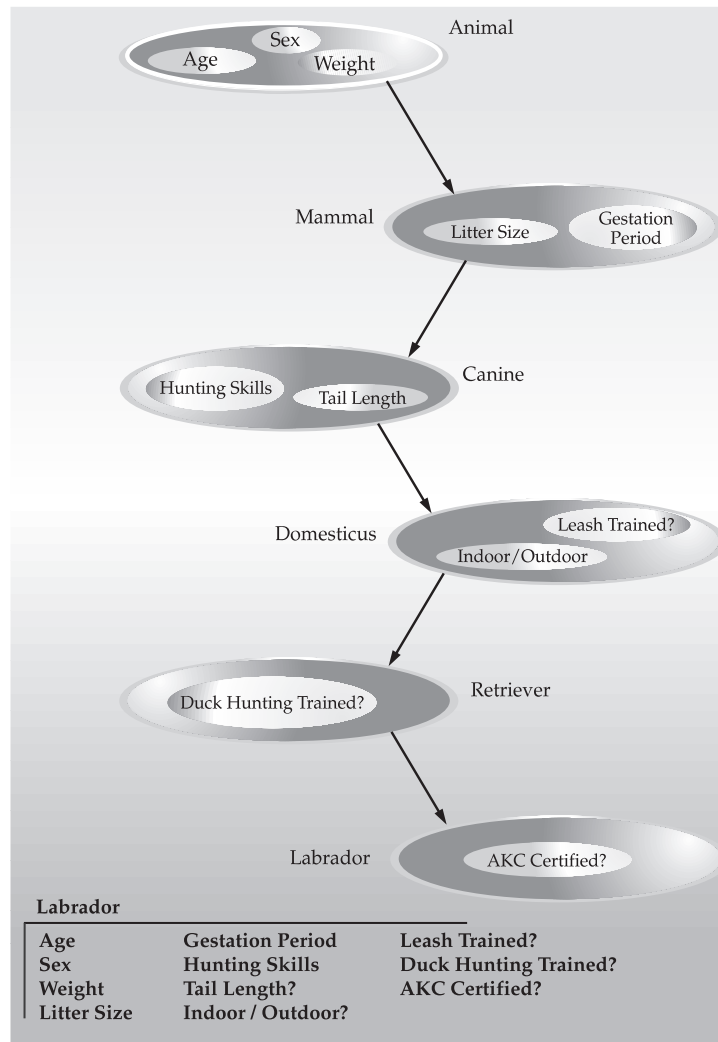 Animal
Sex
Age
Weight
Mammal
Litter Size
Gestation
Period
Canine
Hunting Skills
Tail Length
Domesticus
Leash Trained?
Indoor/Outdoor
Retriever
Duck Hunting Trained?
Labrador
AKC Certified?
Labrador
Age Gestation Period Leash Trained?
Sex Hunting Skills Duck Hunting Trained?
Weight Tail Length? AKC Certified?
Litter Size Indoor / Outdoor?